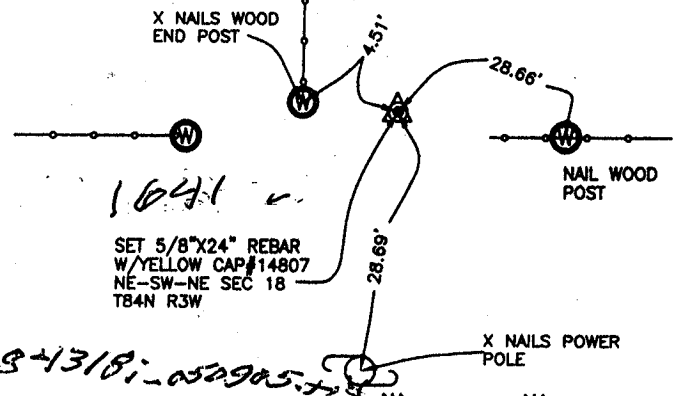 X NAILS WOOD
END POST
4.51'
28.66'
W
W
W
NAIL WOOD
POST
1641
SET 5/8"X24" REBAR
W/YELLOW CAP#14807
NE-SW-NE SEC 18
T84N R3W
28.69'
X NAILS POWER
POLE